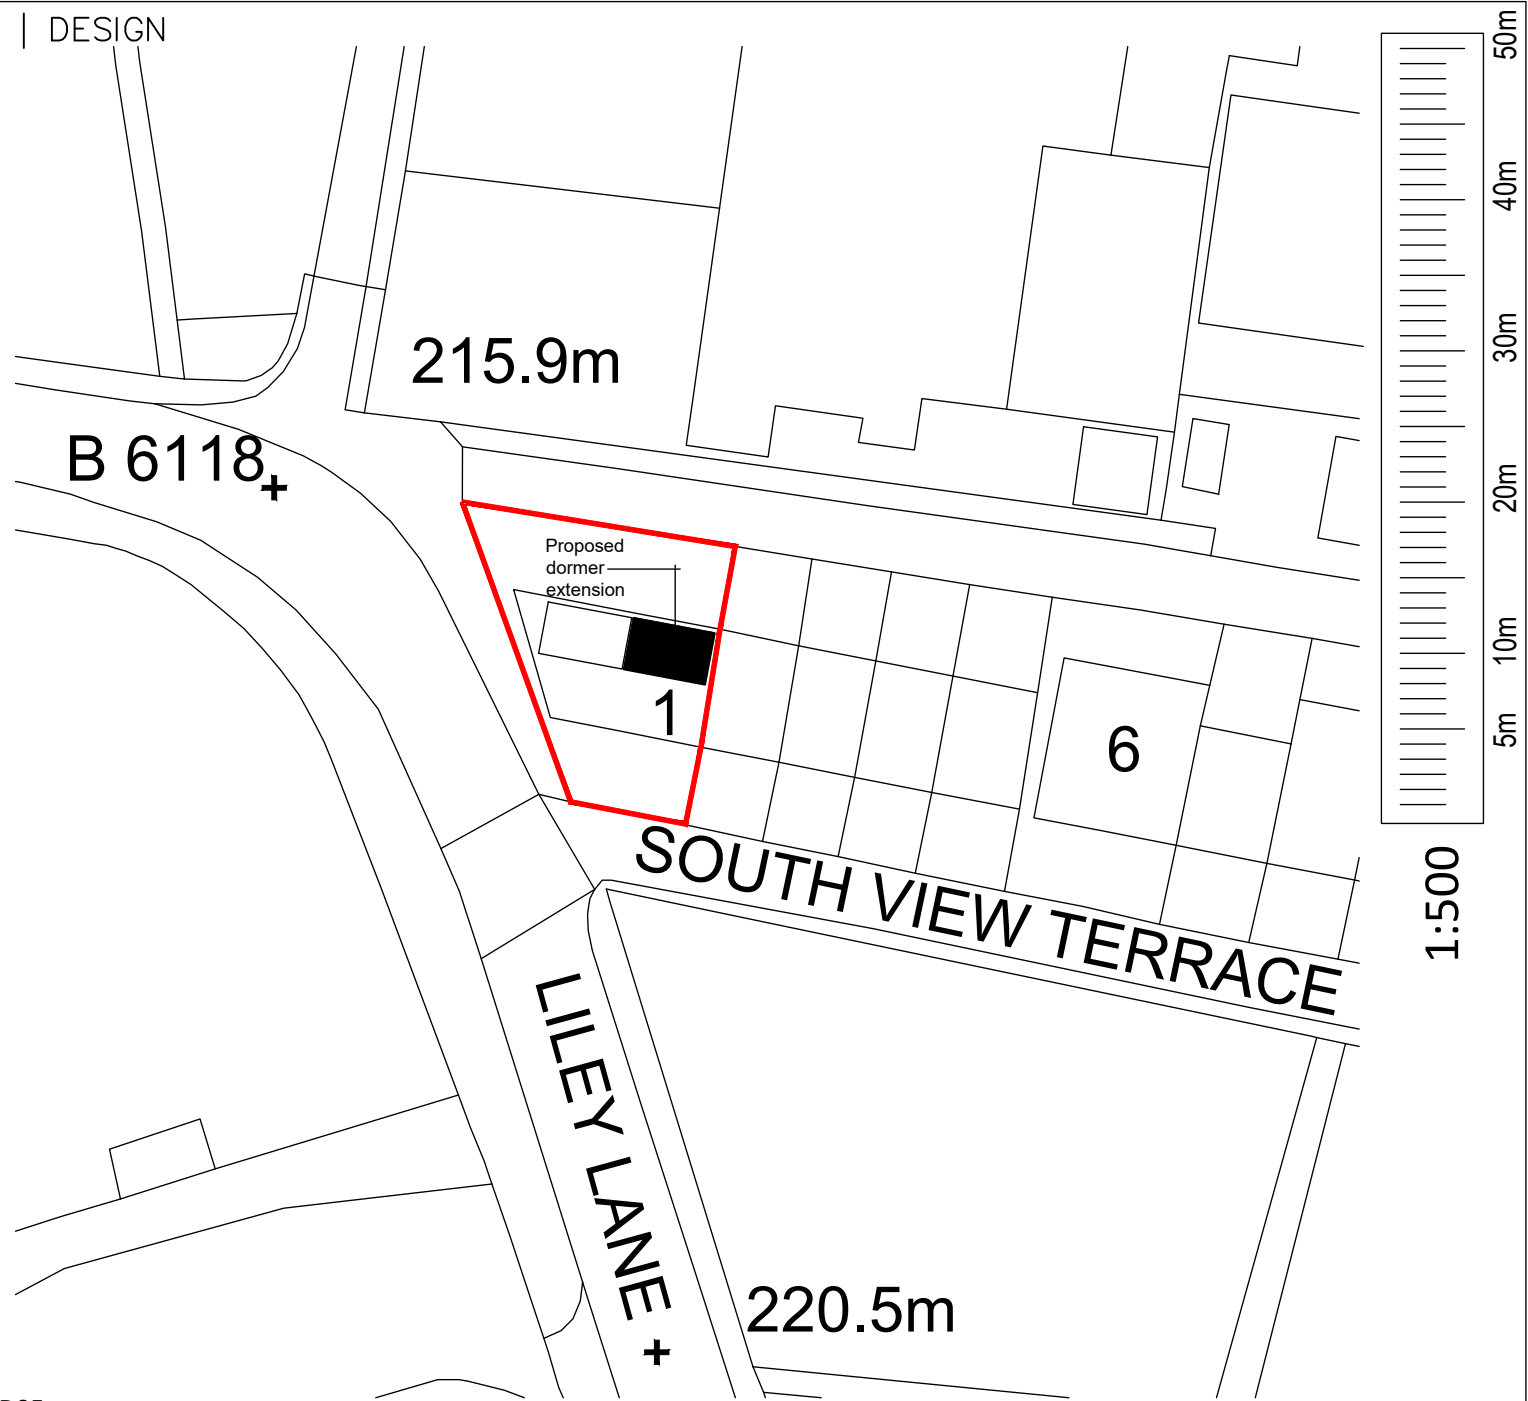 | DESIGN
50m
40m
30m
20m
10m
5m
1:500
215.9m
B 6118
Proposed
dormer
extension
1
6
SOUTH VIEW TERRACE
LILEY LANE
220.5m